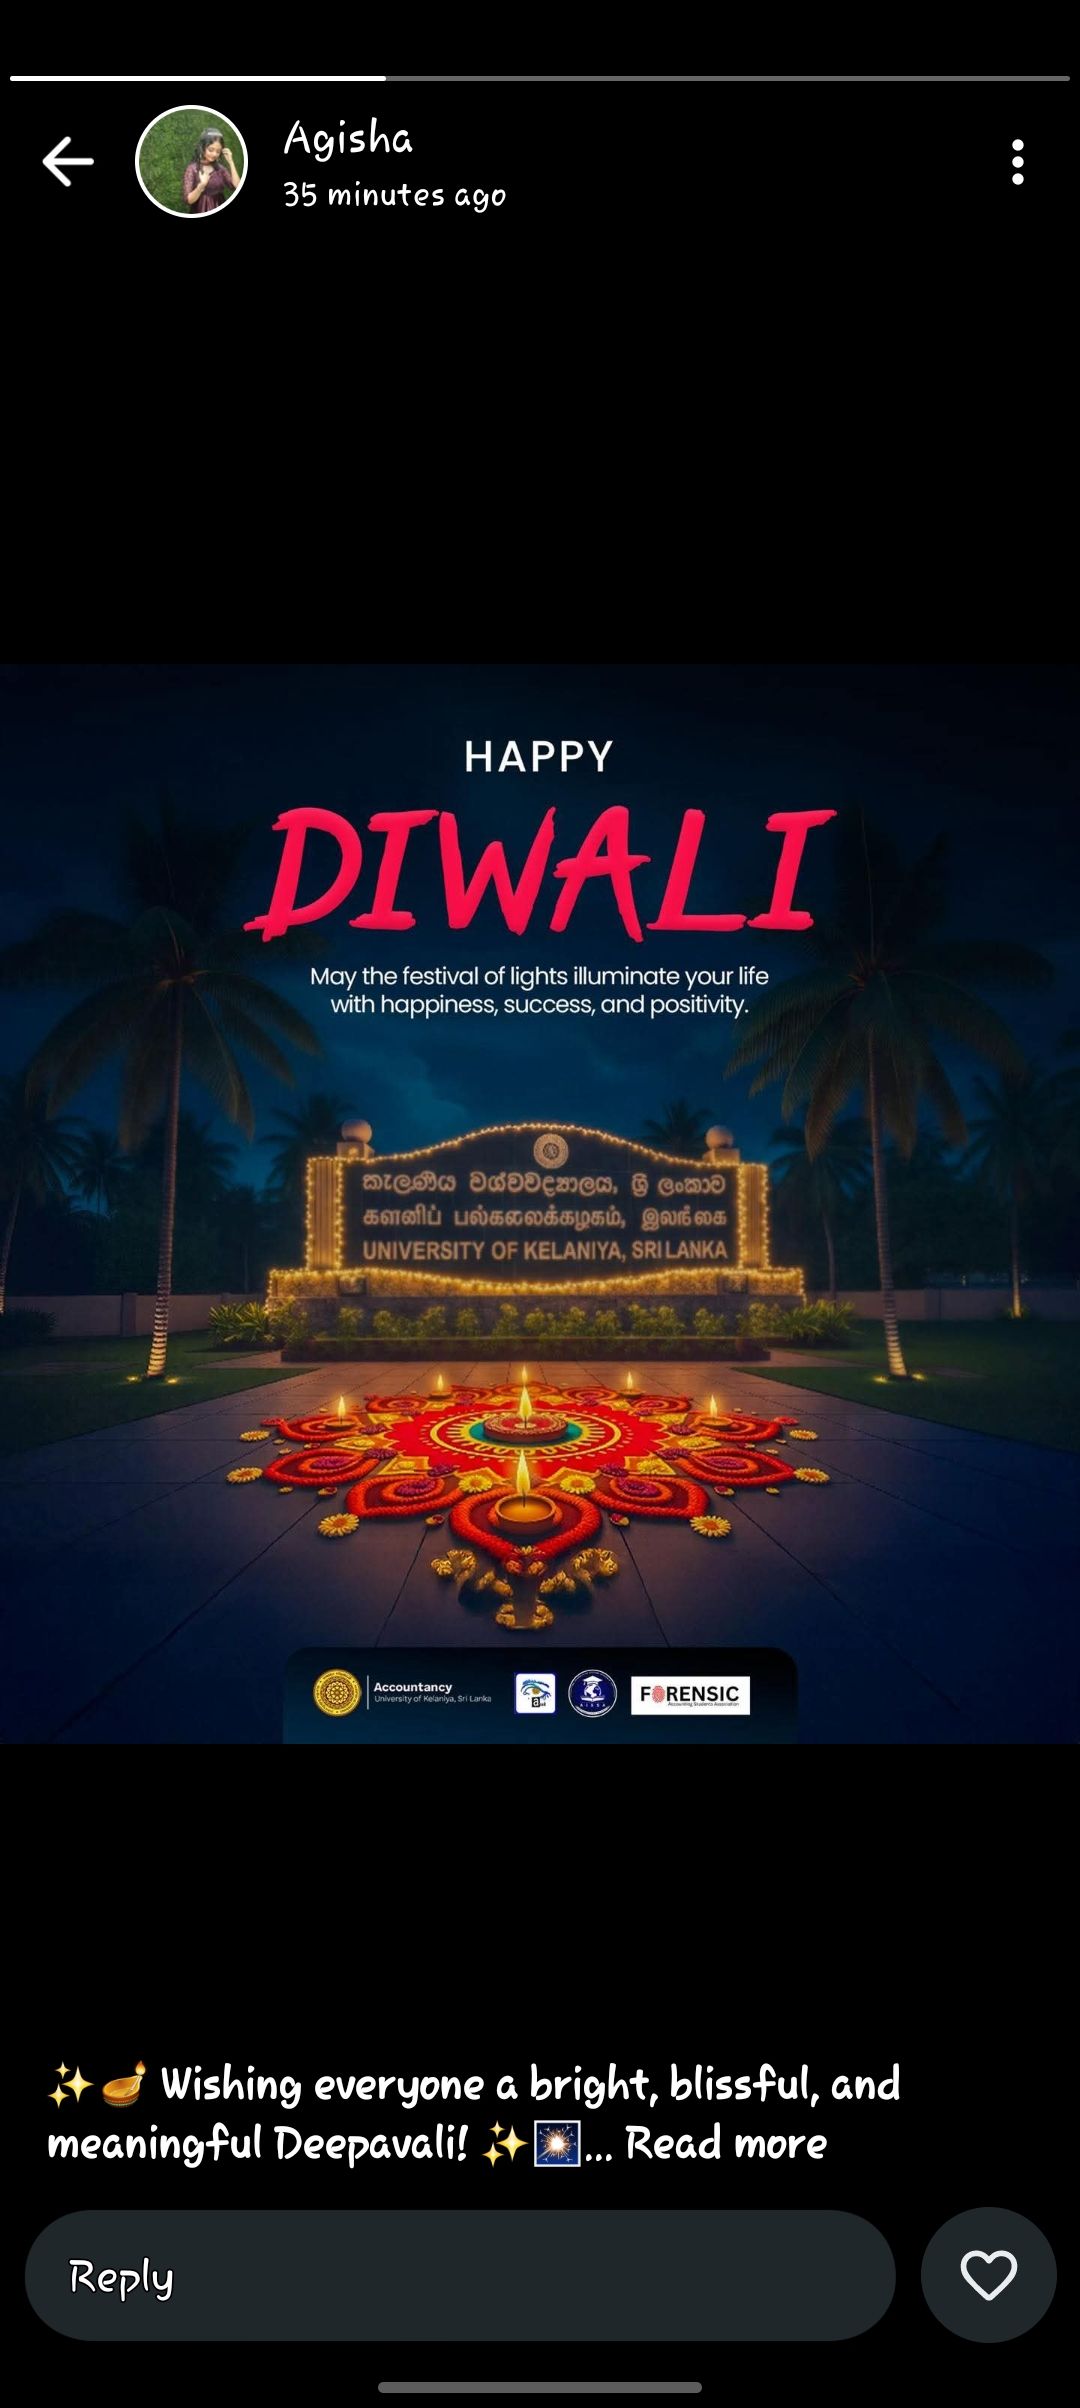 Agisha
35 minutes ago
HAPPY
DIWALI
May the festival of lights illuminate your life
with happiness, success, and positivity.
කැලණිය විශ්වවිද්‍යාලය, ශ්‍රී ලංකාව
களனிப் பல்கலைக்கழகம், இலங்கை
UNIVERSITY OF KELANIYA, SRI LANKA
Accountancy
University of Kelaniya, Sri Lanka
FORENSIC
Accounting Students Association
✨🪔 Wishing everyone a bright, blissful, and
meaningful Deepavali! ✨🎇... Read more
Reply